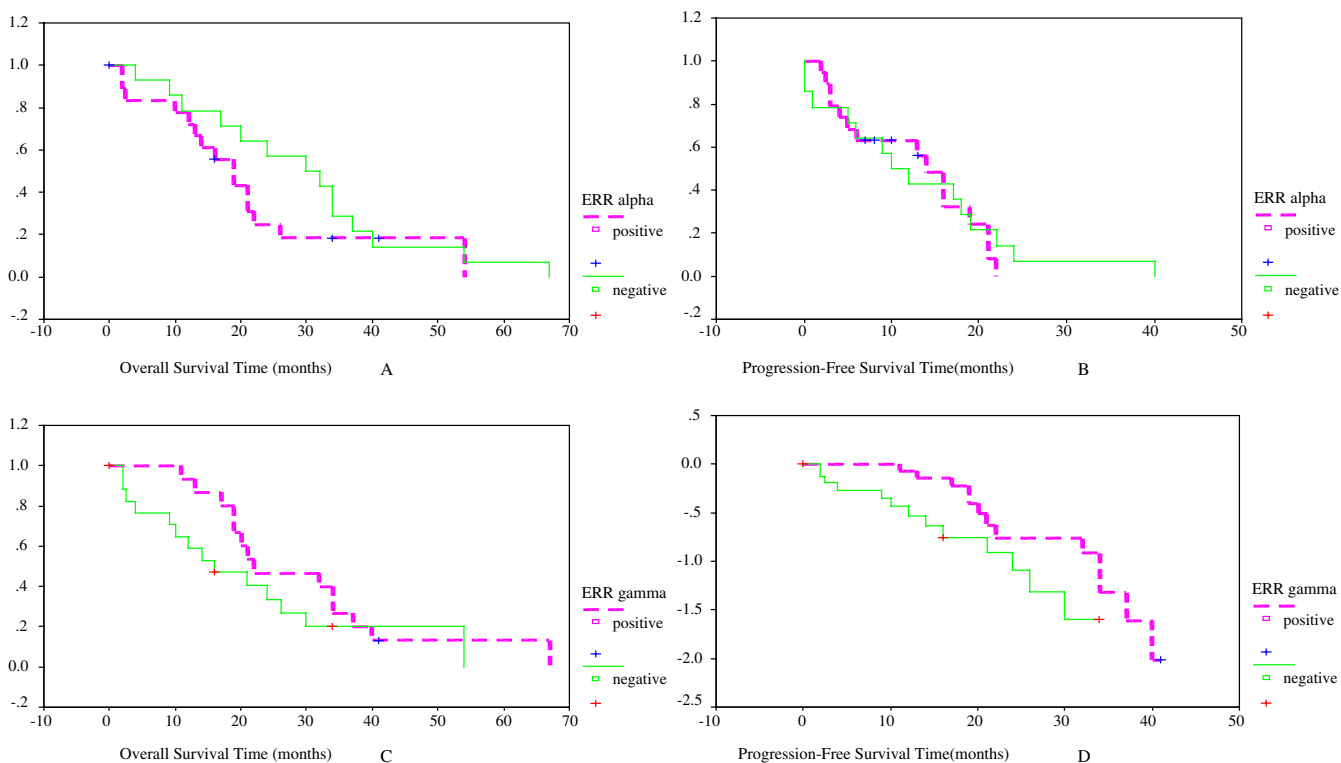 1.2
1.0
.8
.6
.4
.2
0.0
-.2
-10 0 10 20 30 40 50 60 70
ERR alpha
positive
negative
Overall Survival Time (months) A
1.2
1.0
.8
.6
.4
.2
0.0
-.2
-10 0 10 20 30 40 50
ERR alpha
positive
negative
Progression-Free Survival Time(months) B
1.2
1.0
.8
.6
.4
.2
0.0
-.2
-10 0 10 20 30 40 50 60 70
ERR gamma
positive
negative
Overall Survival Time (months) C
.5
0.0
-.5
-1.0
-1.5
-2.0
-2.5
-10 0 10 20 30 40 50
ERR gamma
positive
negative
Progression-Free Survival Time(months) D